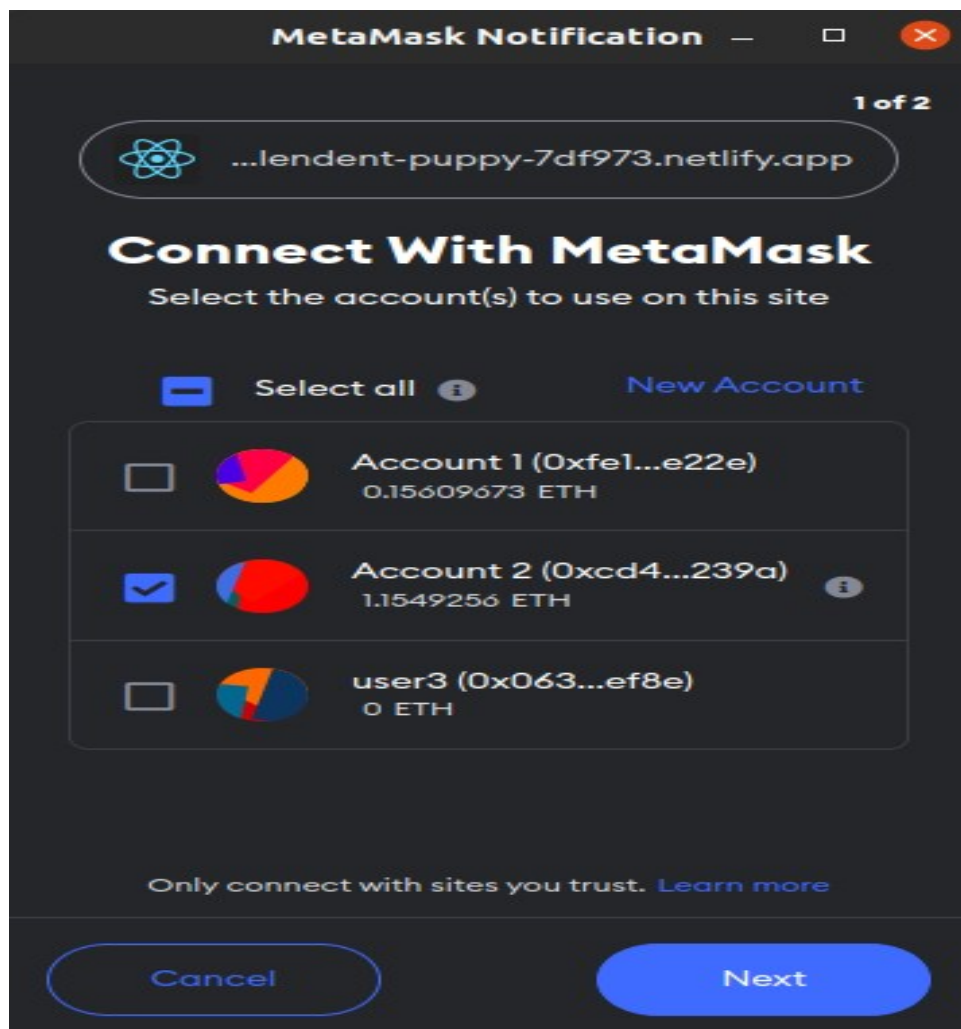 MetaMask Notification
1 of 2
...lendent-puppy-7df973.netlify.app
Connect With MetaMask
Select the account(s) to use on this site
Select all New Account
Account 1 (0xfe1...e22e)
0.15609673 ETH
Account 2 (0xcd4...239a)
1.1549256 ETH
user3 (0x063...ef8e)
0 ETH
Only connect with sites you trust. Learn more
Cancel Next